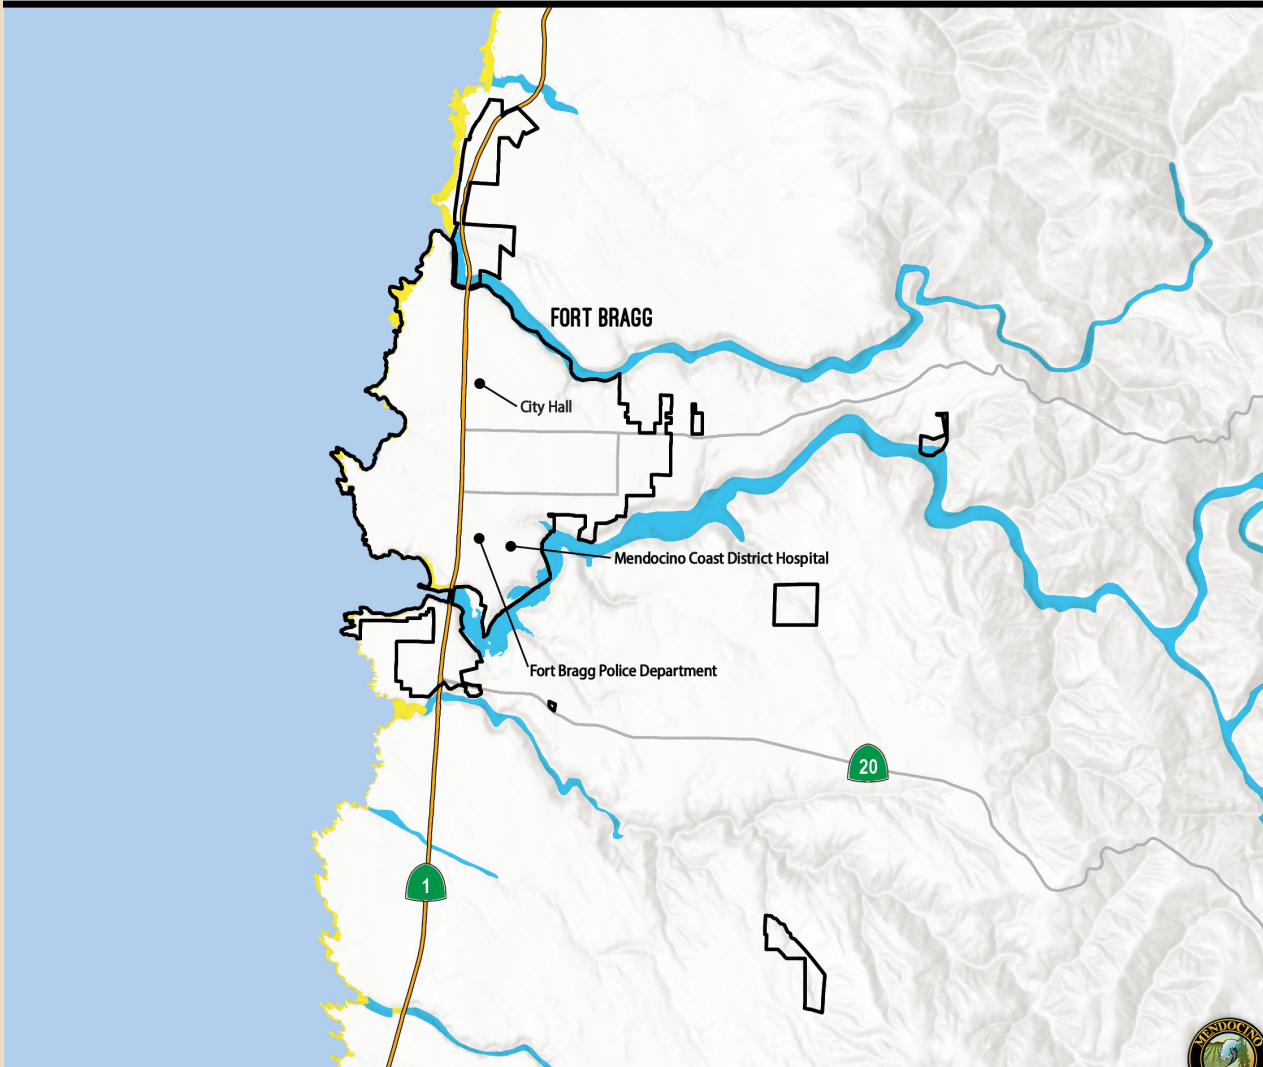 FORT BRAGG
City Hall
Mendocino Coast District Hospital
Fort Bragg Police Department
20
1
MENDOCINO